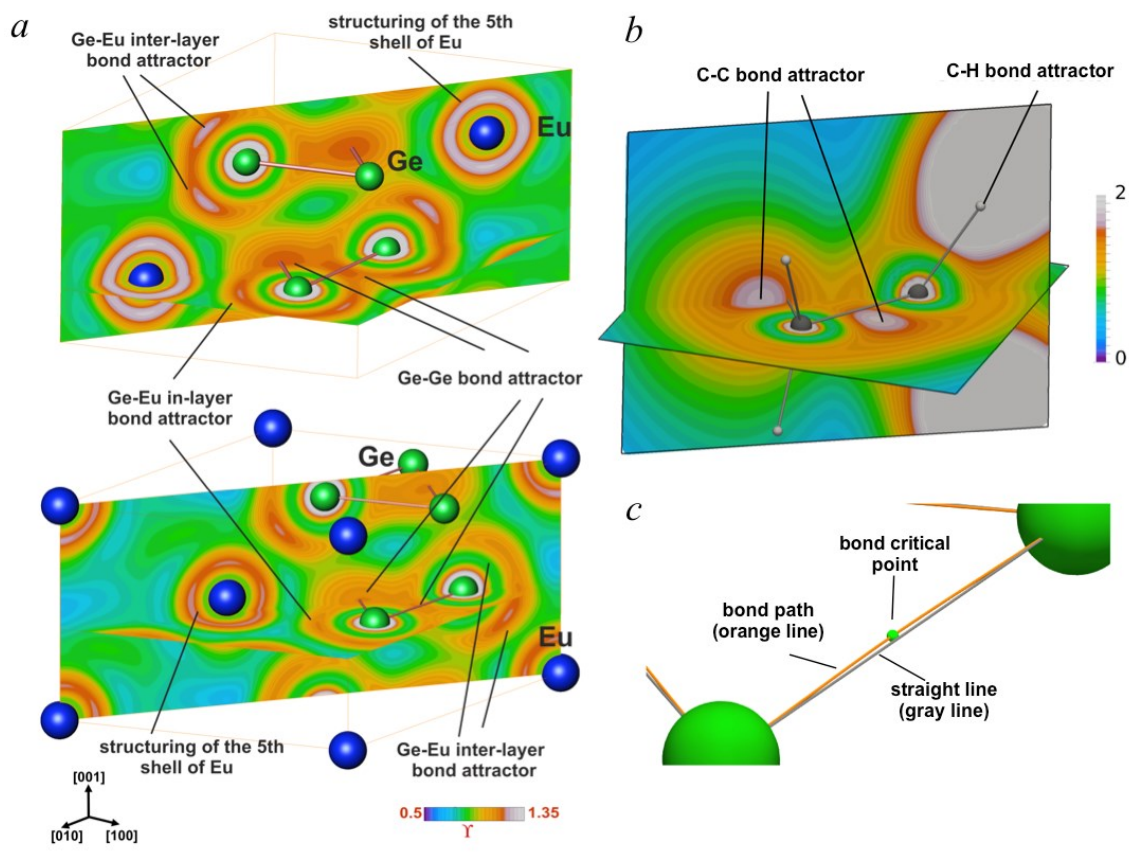 a
Ge-Eu inter-layer
bond attractor
structuring of the 5th
shell of Eu
Eu
Ge
Ge-Eu in-layer
bond attractor
Ge-Ge bond attractor
Ge
Eu
structuring of the 5th
shell of Eu
Ge-Eu inter-layer
bond attractor
[001]
[010]
[100]
0.5
1.35
ϒ
b
C-C bond attractor
C-H bond attractor
2
0
c
bond critical
point
bond path
(orange line)
straight line
(gray line)